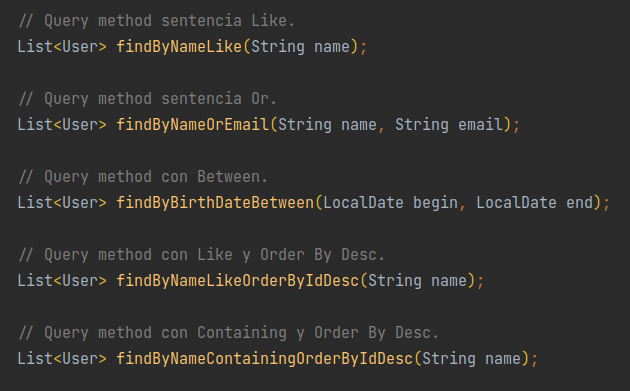 // Query method sentencia Like.
List<User> findByNameLike(String name);
// Query method sentencia Or.
List<User> findByNameOrEmail(String name, String email);
// Query method con Between.
List<User> findByBirthDateBetween(LocalDate begin, LocalDate end);
// Query method con Like y Order By Desc.
List<User> findByNameLikeOrderByIdDesc(String name);
// Query method con Containing y Order By Desc.
List<User> findByNameContainingOrderByIdDesc(String name);